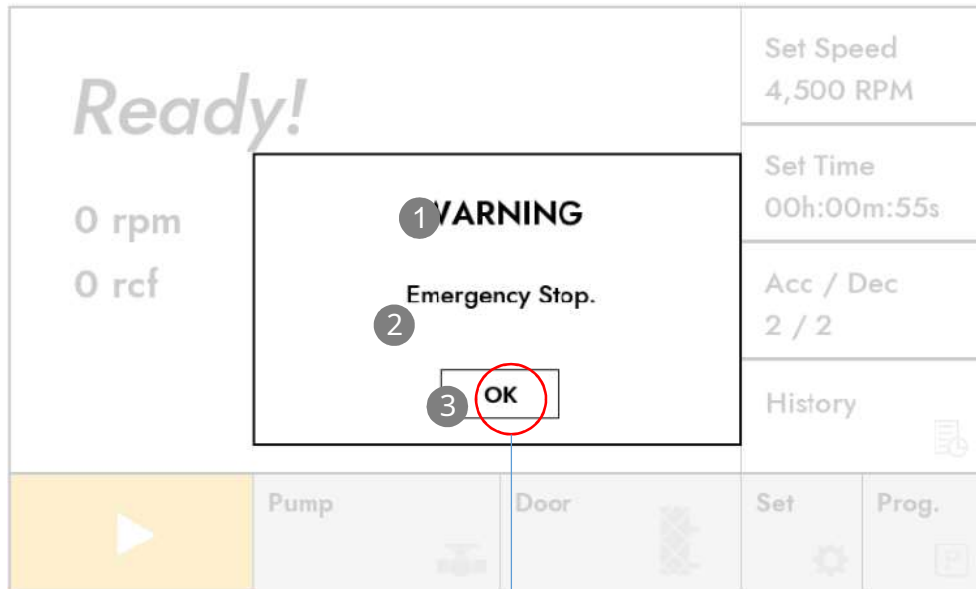 Ready!
0 rpm
0 rcf
Set Speed
4,500 RPM
Set Time
00h:00m:55s
Acc / Dec
2 / 2
History
1 WARNING
Emergency Stop.
2
3 OK
Pump
Door
Set
Prog.
P